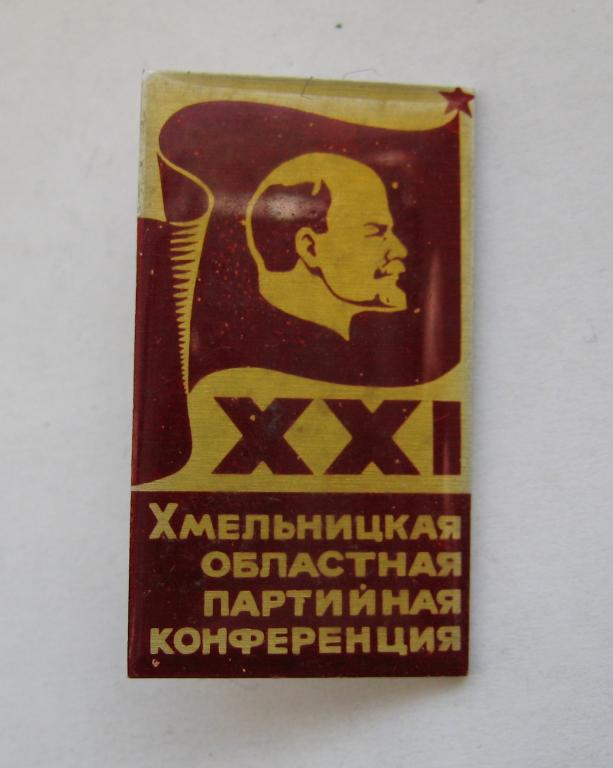 XXI
Хмельницкая
областная
партийная
конференция